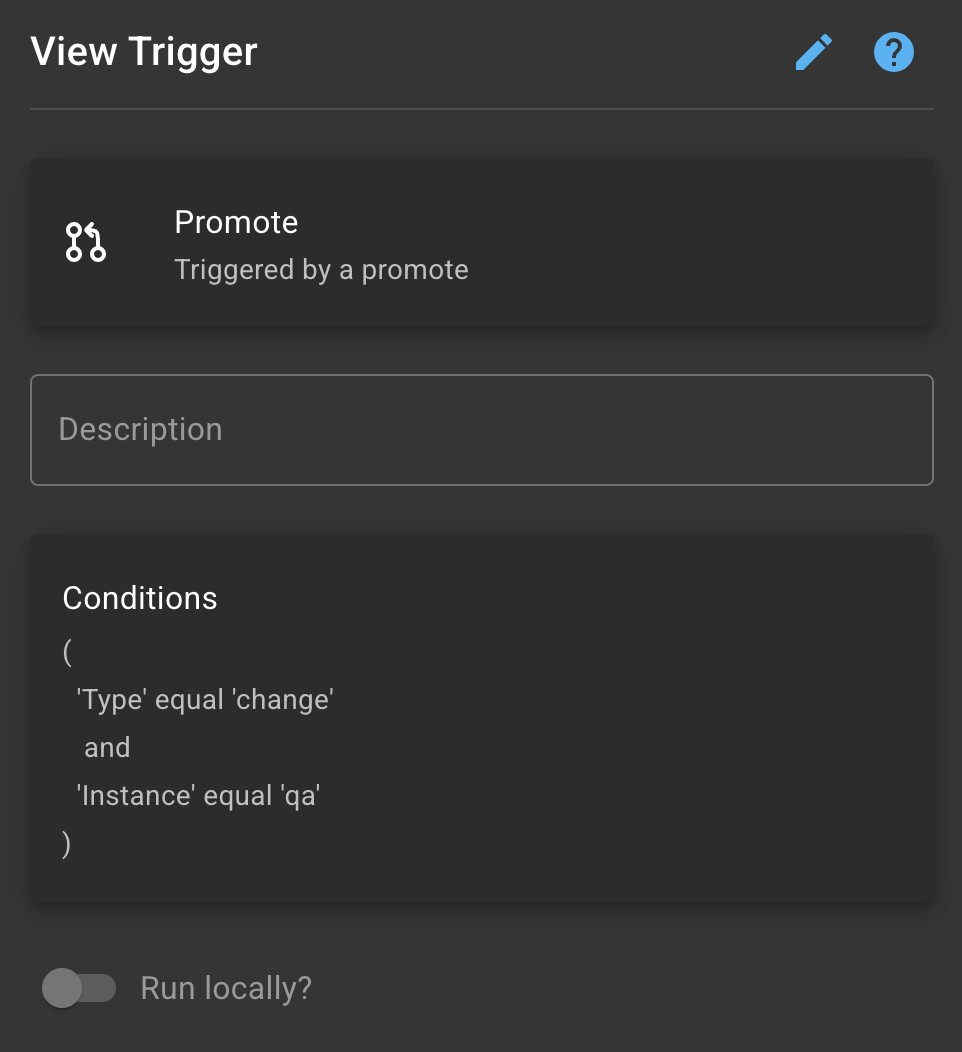 View Trigger
?
Promote
Triggered by a promote
Description
Conditions
(
'Type' equal 'change'
and
'Instance' equal 'qa'
)
Run locally?